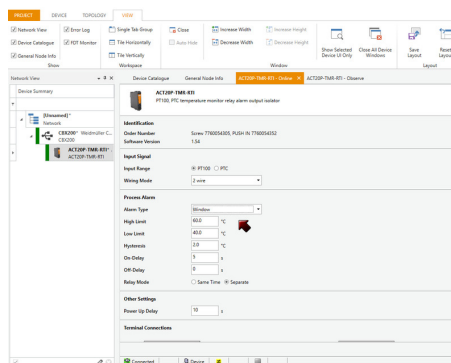 PROJECT DEVICE TOPOLOGY VIEW
Network View Error Log Single Tab Group Close Increase Width Increase Height
Device Catalogue FDT Monitor Tile Horizontally Auto Hide Decrease Width Decrease Height Show Selected Device UI Only Close All Device Windows Save Layout Reset Layout
General Node Info Tile Vertically
Show Workspace Window Layout
Network View Device Catalogue General Node Info ACT20P-TMR-RTI - Online ACT20P-TMR-RTI - Observe
Device Summary
ACT20P-TMR-RTI
PT100, PTC temperature monitor relay alarm output isolator
[Unsaved]*
Network
CBX200* Weidmüller C...
CBX200
ACT20P-TMR-RTI*
ACT20P-TMR-RTI
Identification
Order Number Screw 7760054305, PUSH IN 7760054352
Software Version 1.54
Input Signal
Input Range PT100 PTC
Wiring Mode 2 wire
Process Alarm
Alarm Type Window
High Limit 60.0 °C
Low Limit 40.0 °C
Hysteresis 2.0 °C
On-Delay 5 s
Off-Delay 0 s
Relay Mode Same Time Separate
Other Settings
Power Up Delay 10 s
Terminal Connections
Connected Device